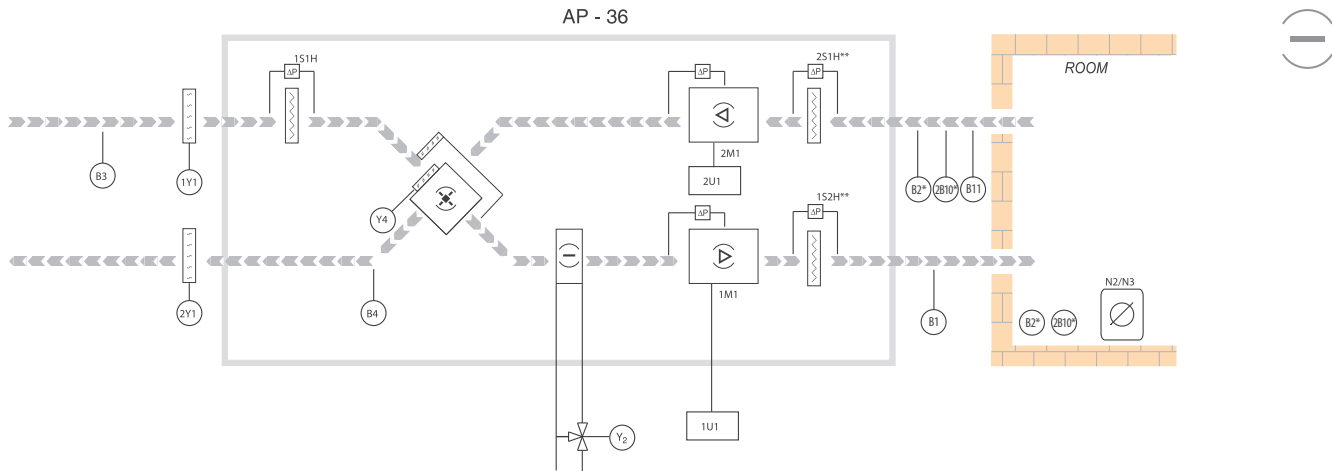 AP - 36
ROOM
1S1H
ΔP
ΔP
2S1H**
ΔP
B3
1Y1
2M1
2U1
B2*
2B10*
B11
Y4
1S2H**
ΔP
ΔP
2Y1
B4
1M1
B1
N2/N3
B2*
2B10*
1U1
Y2